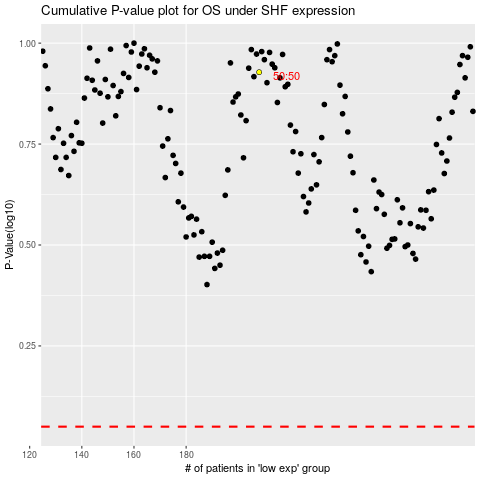 Cumulative P-value plot for OS under SHF expression
P-Value(log10)
1.00
0.75
0.50
0.25
50:50
120 140 160 180
# of patients in 'low exp' group